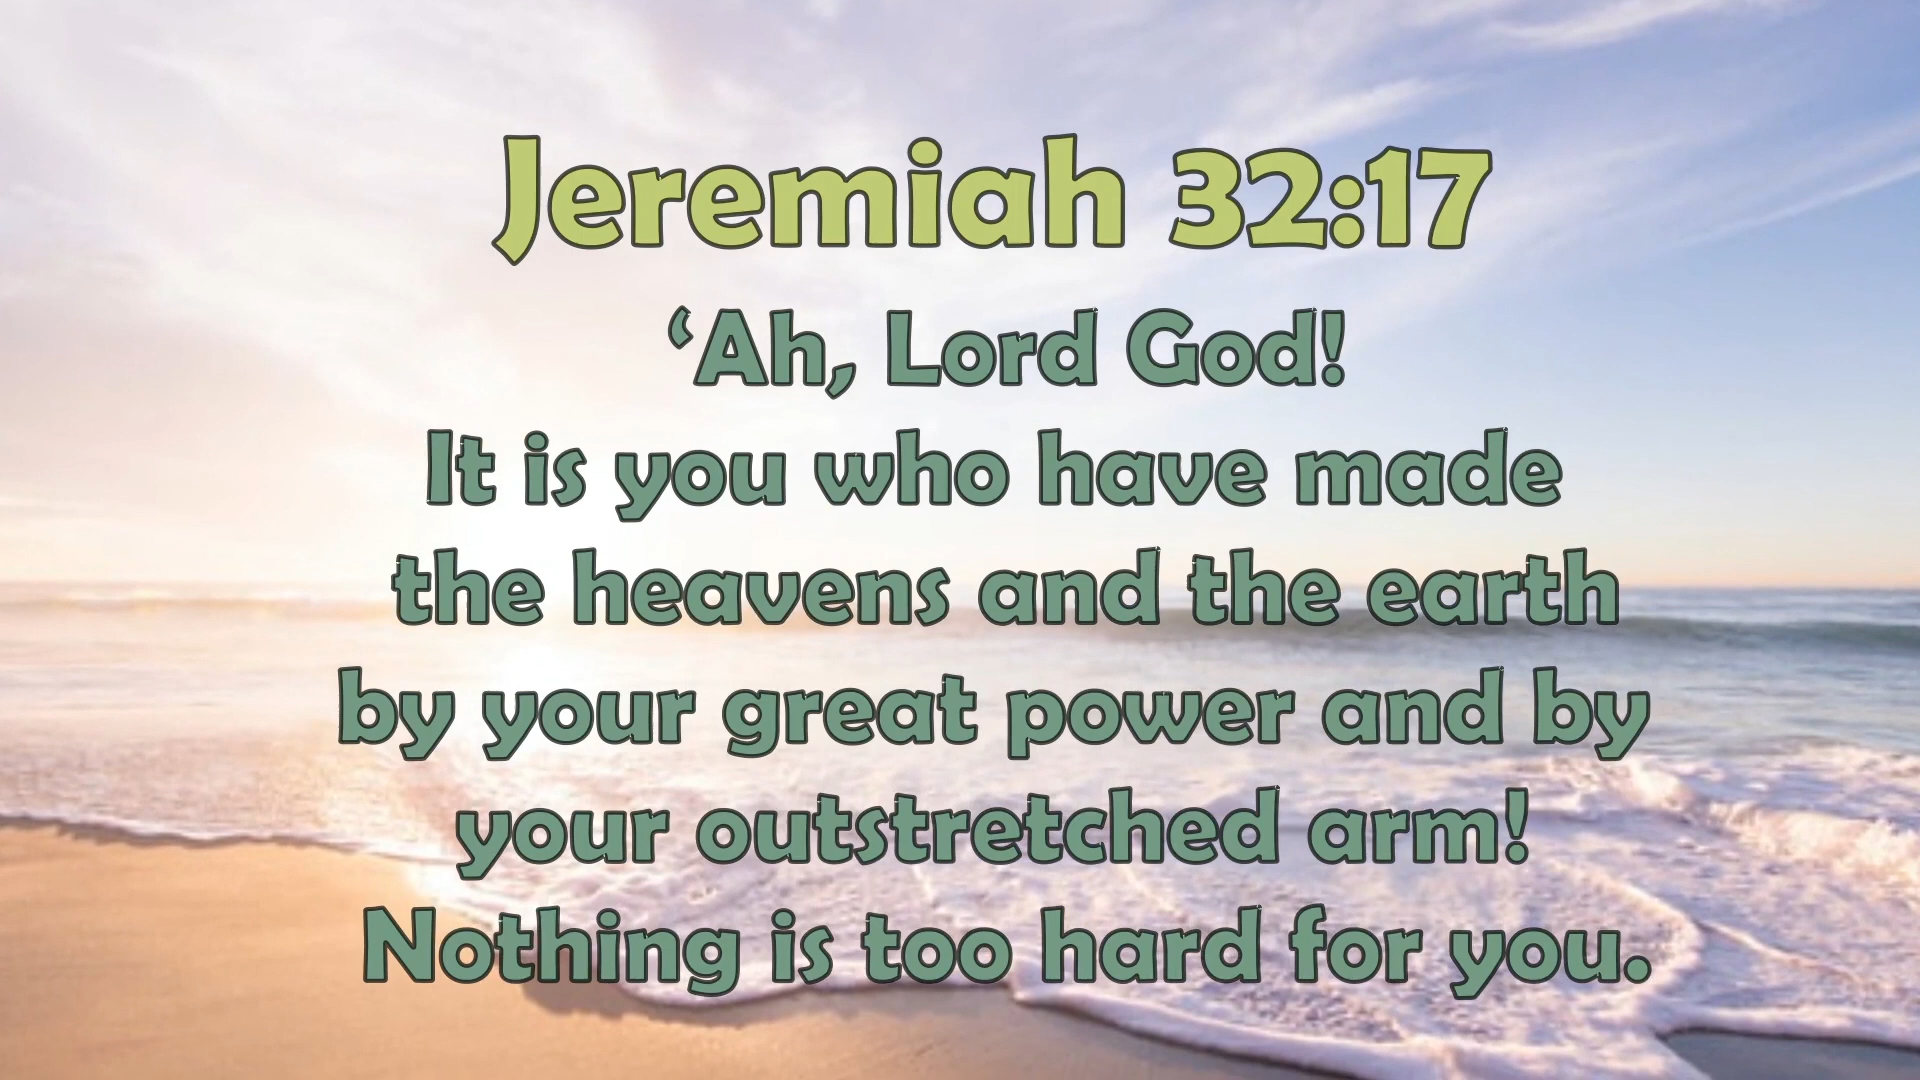 Jeremiah 32:17
‘Ah, Lord God!
It is you who have made
the heavens and the earth
by your great power and by
your outstretched arm!
Nothing is too hard for you.